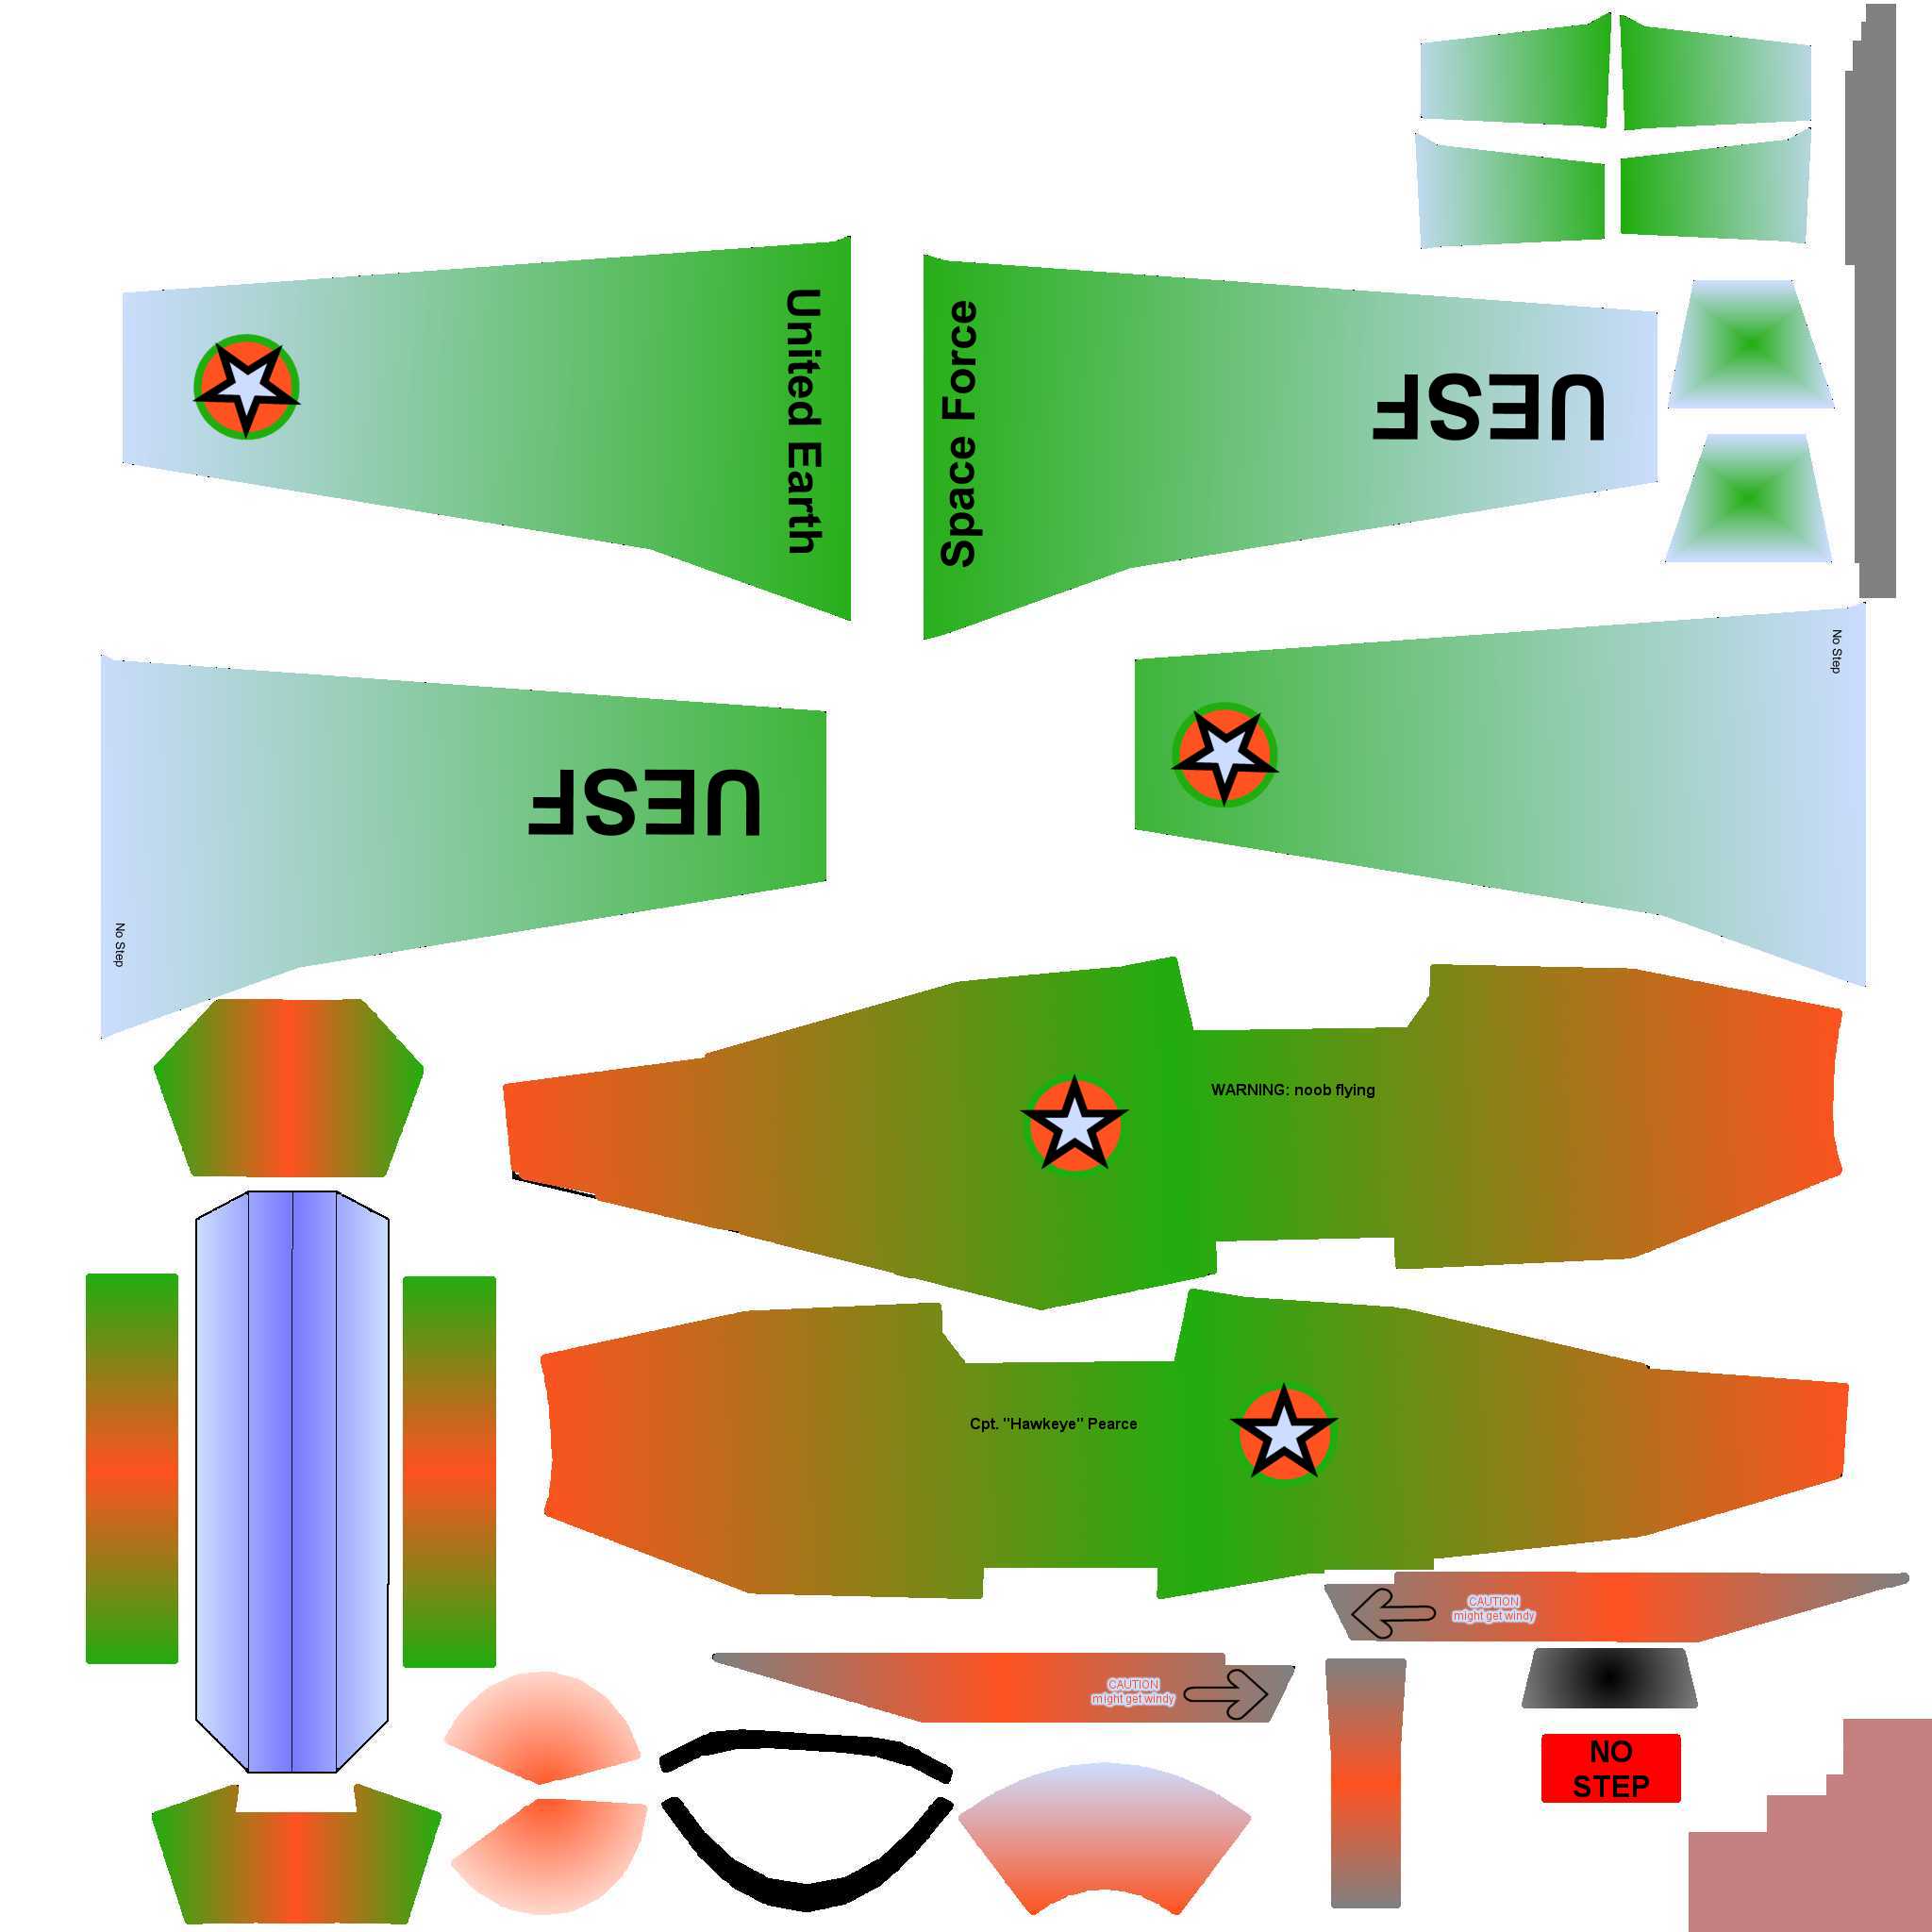 United Earth
Space Force
UESF
No Step
UESF
No Step
WARNING: noob flying
Cpt. "Hawkeye" Pearce
CAUTION
might get windy
CAUTION
might get windy
NO
STEP